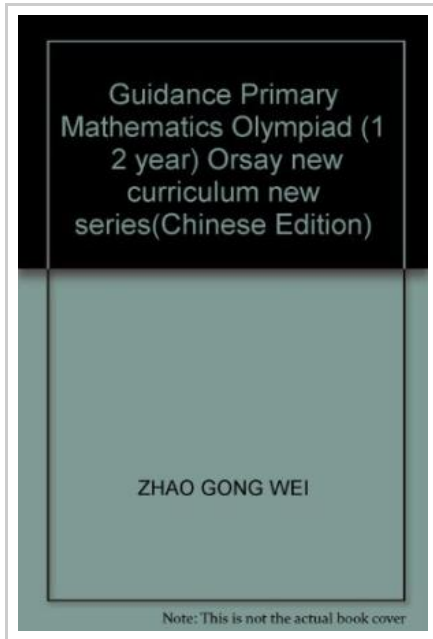 Guidance Primary
Mathematics Olympiad (1
2 year) Orsay new
curriculum new
series(Chinese Edition)
ZHAO GONG WEI
Note: This is not the actual book cover